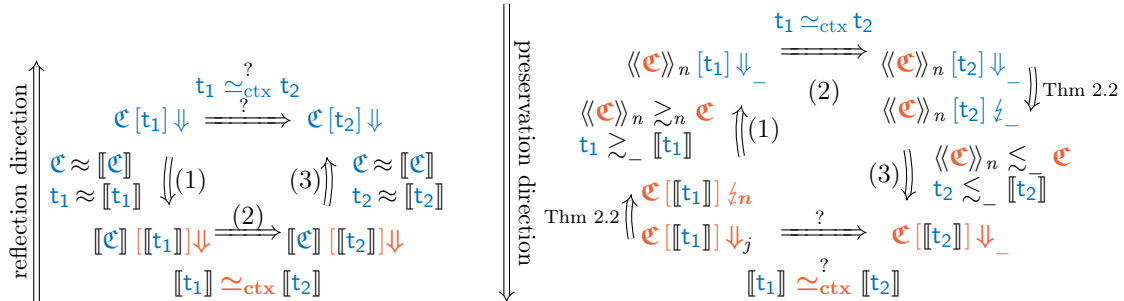 reflection direction
?
t₁ ≃ctx t₂
?
ℭ [t₁] ⇓ ⟹ ℭ [t₂] ⇓
ℭ ≈ ⟦ℭ⟧
t₁ ≈ ⟦t₁⟧
(1)
(3)
ℭ ≈ ⟦ℭ⟧
t₂ ≈ ⟦t₂⟧
(2)
⟦ℭ⟧ [⟦t₁⟧]⇓ ⟹ ⟦ℭ⟧ [⟦t₂⟧]⇓
⟦t₁⟧ ≃ctx ⟦t₂⟧
preservation direction
t₁ ≃ctx t₂
⟪ℭ⟫ₙ [t₁] ⇓_ ⟹ ⟪ℭ⟫ₙ [t₂] ⇓_
(2)
Thm 2.2
⟪ℭ⟫ₙ ≳ₙ ℭ
t₁ ≳_ ⟦t₁⟧
(1)
⟪ℭ⟫ₙ [t₂] ↯_
(3)
⟪ℭ⟫ₙ ≲_ ℭ
t₂ ≲_ ⟦t₂⟧
ℭ [⟦t₁⟧] ↯ₙ
Thm 2.2
?
ℭ [⟦t₁⟧] ⇓ⱼ ⟹ ℭ [⟦t₂⟧] ⇓_
?
⟦t₁⟧ ≃ctx ⟦t₂⟧